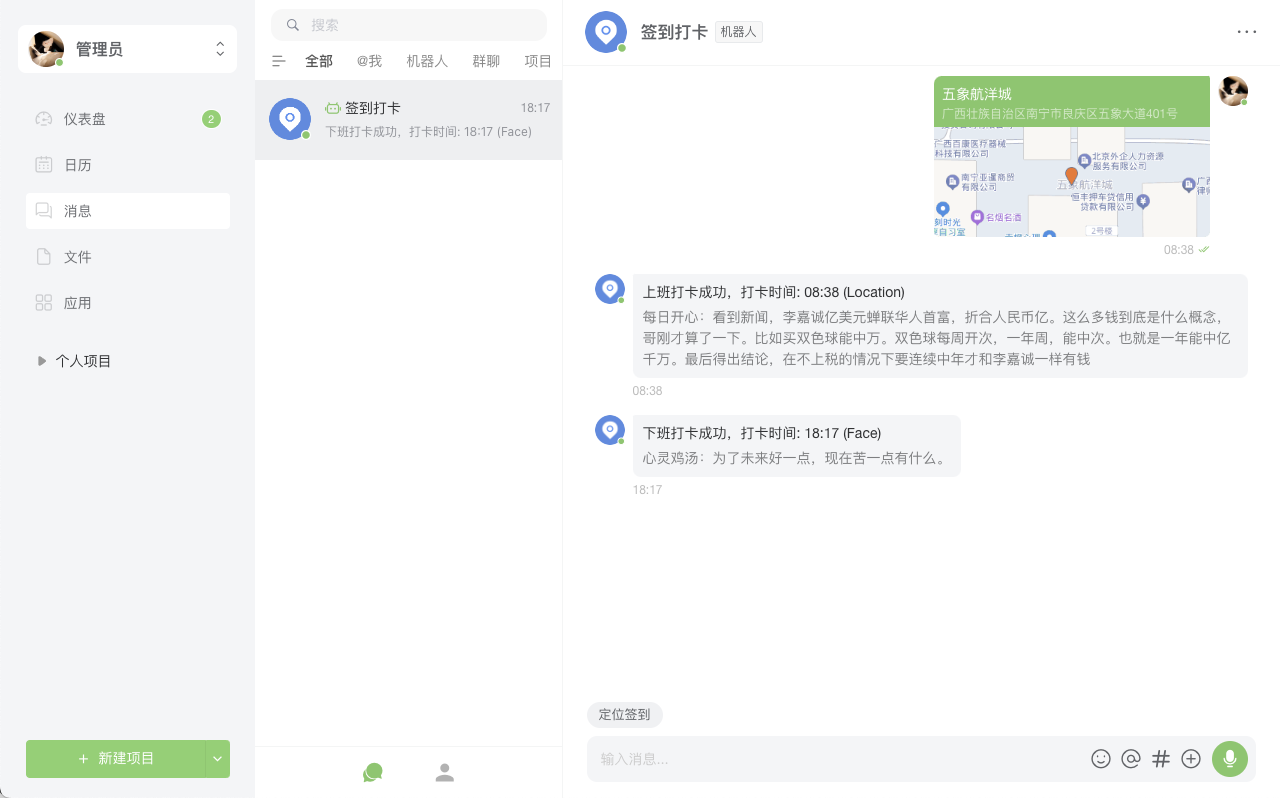 管理员
仪表盘
2
日历
消息
文件
应用
个人项目
新建项目
搜索
全部
@我
机器人
群聊
项目
签到打卡
18:17
下班打卡成功，打卡时间: 18:17 (Face)
签到打卡
机器人
五象航洋城
广西壮族自治区南宁市良庆区五象大道401号
广西百康医疗器械
科技有限公司
北京外企人力资源
服务有限公司
南宁亚暹商贸
有限公司
五象航洋城
恒丰押车贷信用
贷款有限公司
名烟名酒
自习室
2号楼
08:38
上班打卡成功，打卡时间: 08:38 (Location)
每日开心：看到新闻，李嘉诚亿美元蝉联华人首富，折合人民币亿。这么多钱到底是什么概念，
哥刚才算了一下。比如买双色球能中万。双色球每周开次，一年周，能中次。也就是一年能中亿
千万。最后得出结论，在不上税的情况下要连续中年才和李嘉诚一样有钱
08:38
下班打卡成功，打卡时间: 18:17 (Face)
心灵鸡汤：为了未来好一点，现在苦一点有什么。
18:17
定位签到
输入消息...